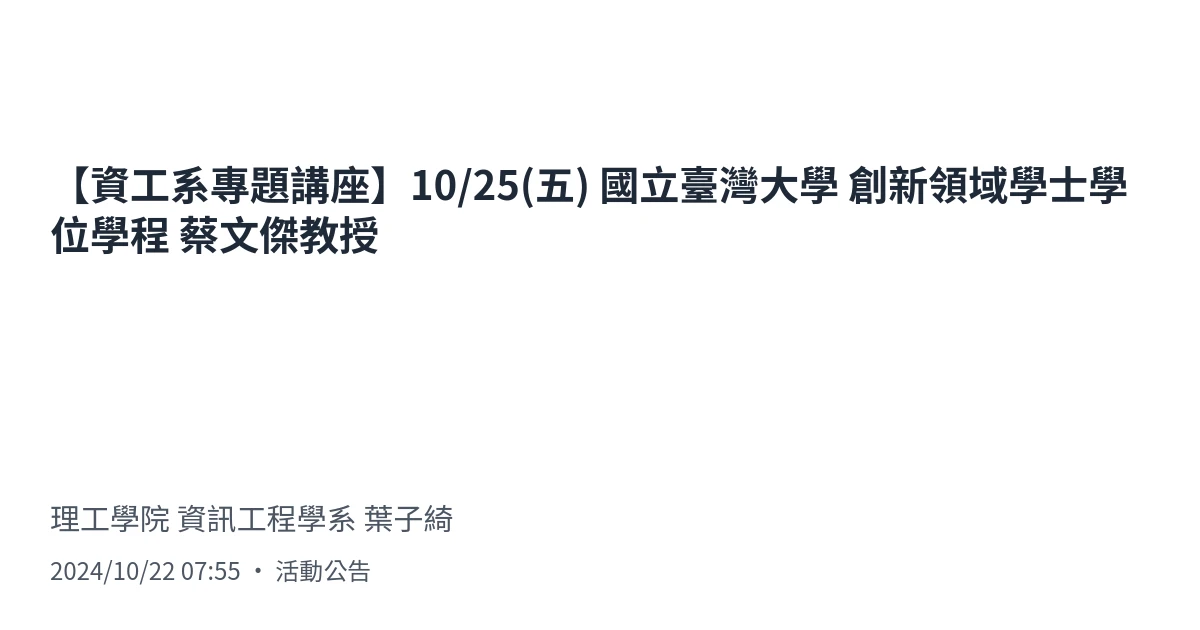 【資工系專題講座】10/25(五) 國立臺灣大學 創新領域學士學
位學程 蔡文傑教授
理工學院 資訊工程學系 葉子綺
2024/10/22 07:55 • 活動公告